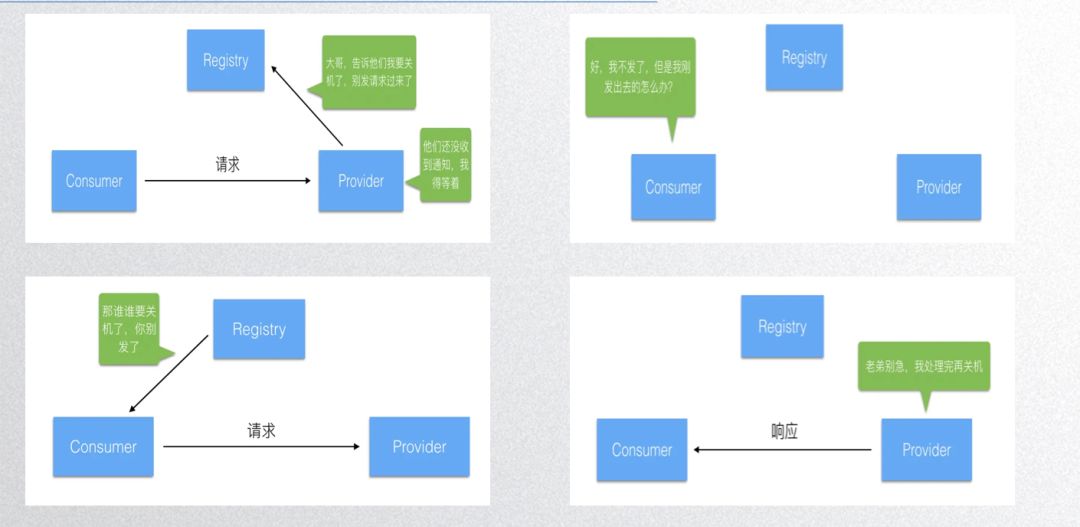 Registry
大哥，告诉他们我要关
机了，别发请求过来了
他们还没收
到通知，我
得等着
请求
Consumer
Provider
Registry
好，我不发了，但是我刚
发出去的怎么办？
Consumer
Provider
那谁谁要关
机了，你别
发了
Registry
请求
Consumer
Provider
Registry
老弟别急，我处理完再关机
响应
Consumer
Provider